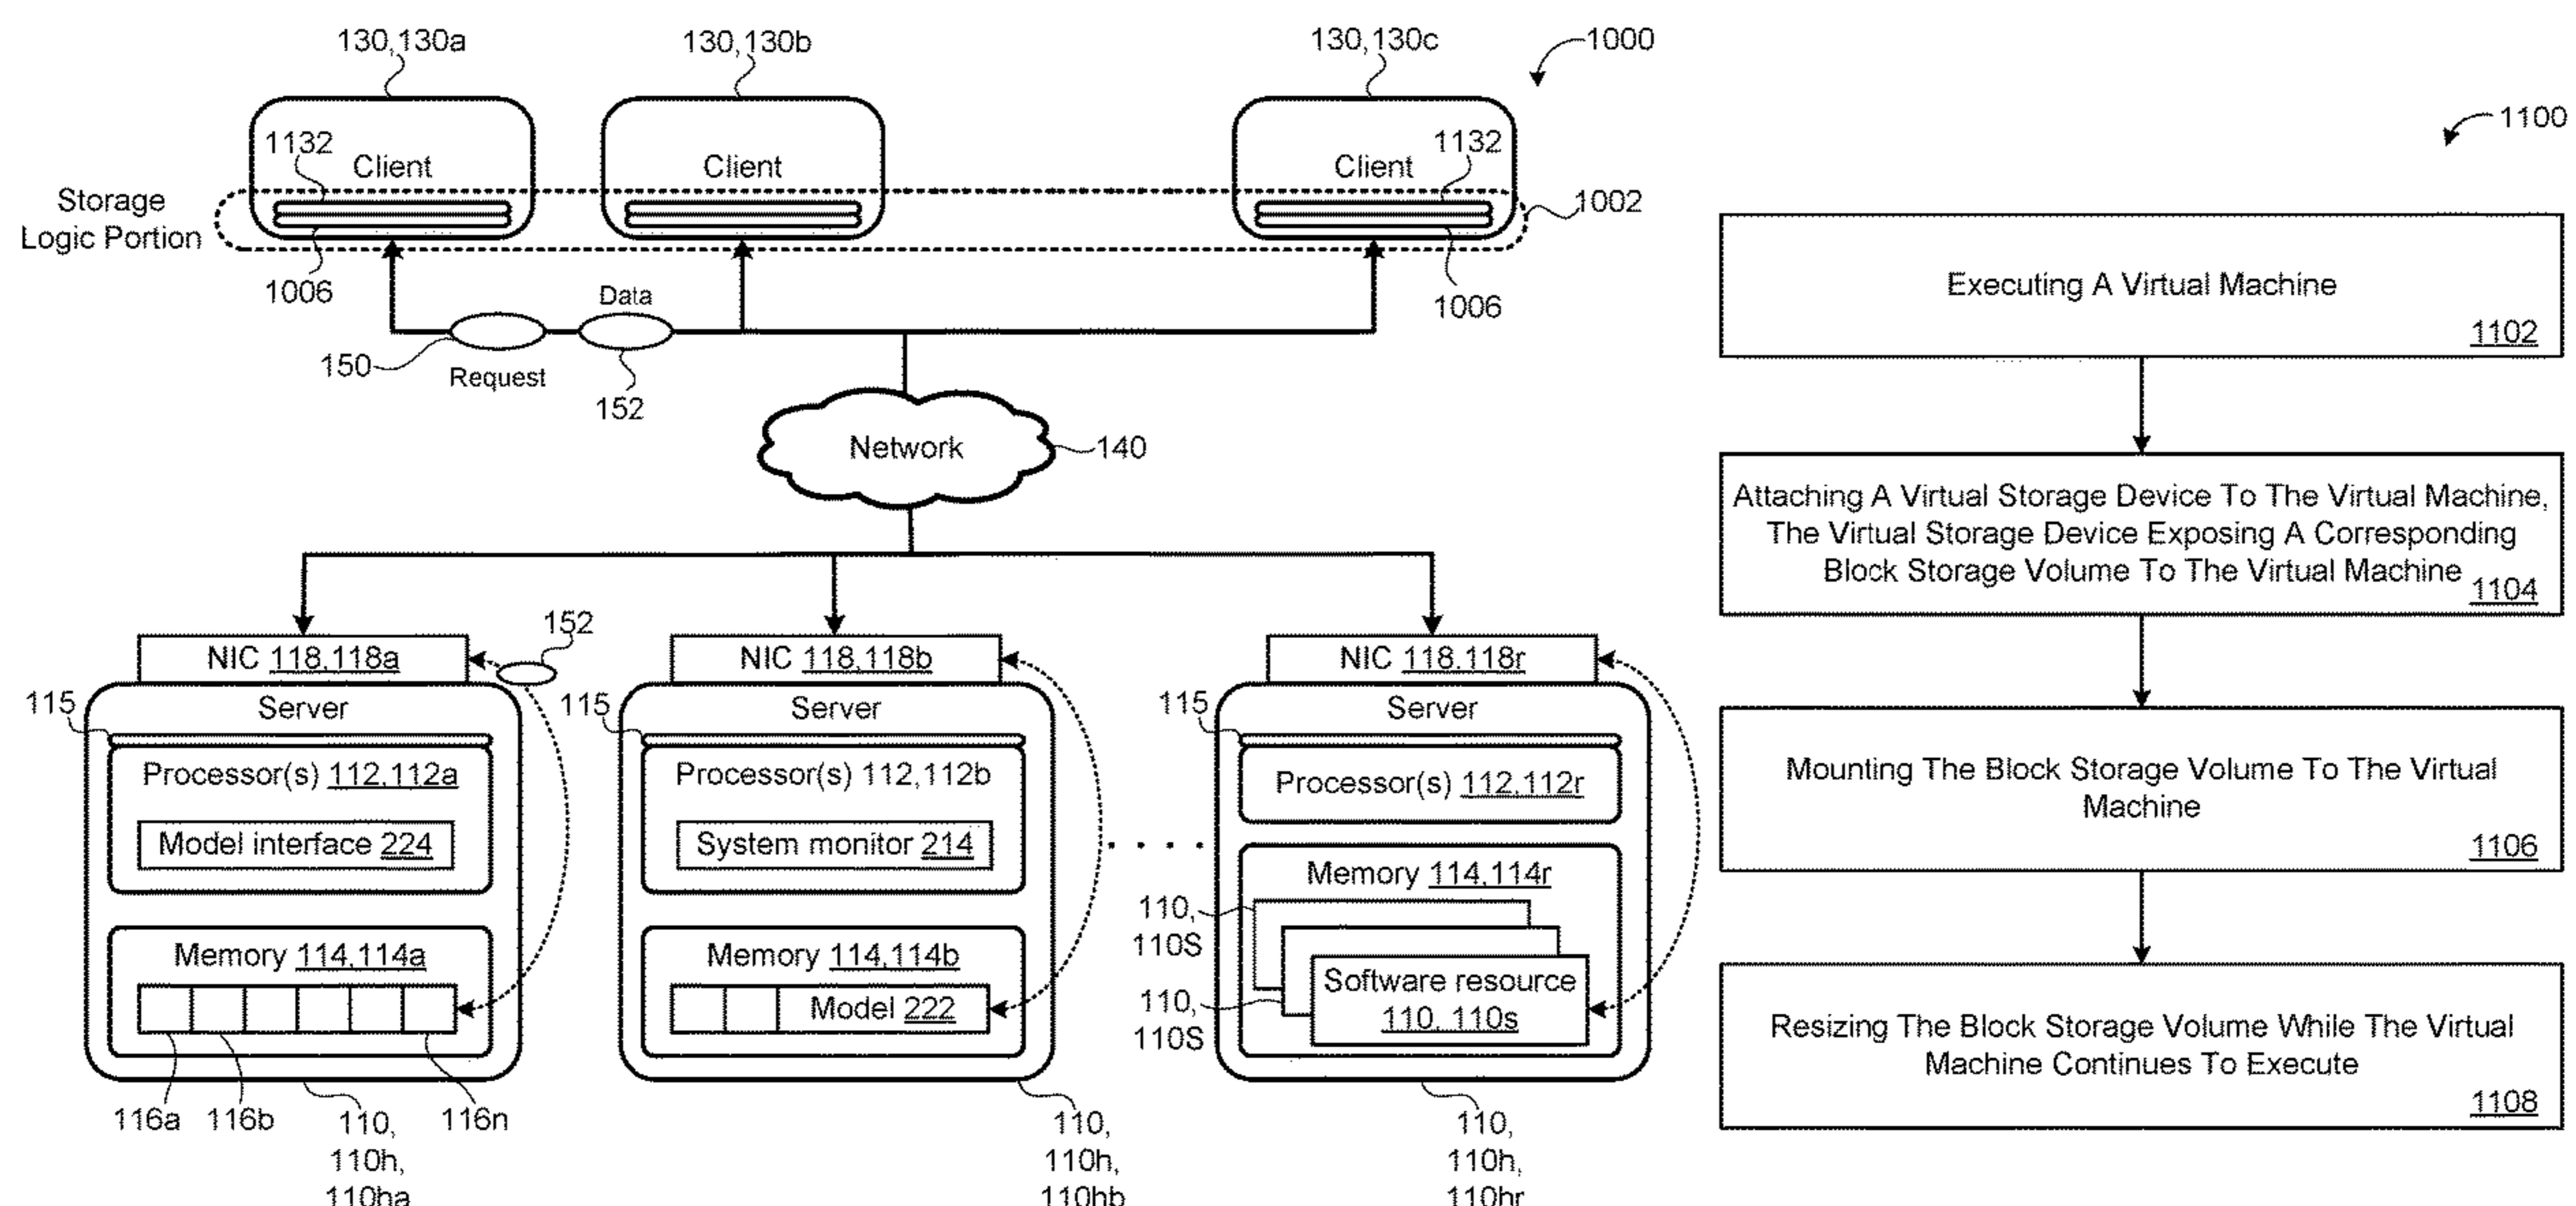 130,130a
130,130b
130,130c
1000
1132
Client
Client
Client
1132
Storage
Logic Portion
1002
1006
1006
Data
150
Request
152
Network
140
152
NIC 118,118a
NIC 118,118b
NIC 118,118r
115
Server
115
Server
115
Server
Processor(s) 112,112a
Processor(s) 112,112b
Processor(s) 112,112r
Model interface 224
System monitor 214
Memory 114,114r
110,
110S
Memory 114,114a
Memory 114,114b
Software resource
110, 110s
110,
110S
Model 222
116a
116b
110,
110h,
110ha
116n
110,
110h,
110hb
110,
110h,
110hr
1100
Executing A Virtual Machine
1102
Attaching A Virtual Storage Device To The Virtual Machine,
The Virtual Storage Device Exposing A Corresponding
Block Storage Volume To The Virtual Machine
1104
Mounting The Block Storage Volume To The Virtual
Machine
1106
Resizing The Block Storage Volume While The Virtual
Machine Continues To Execute
1108